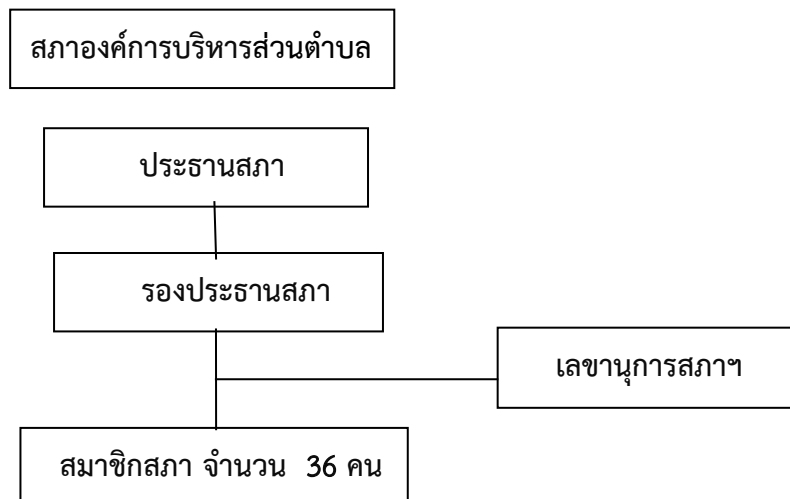 สภาองค์การบริหารส่วนตำบล
ประธานสภา
รองประธานสภา
เลขานุการสภาฯ
สมาชิกสภา จำนวน 36 คน